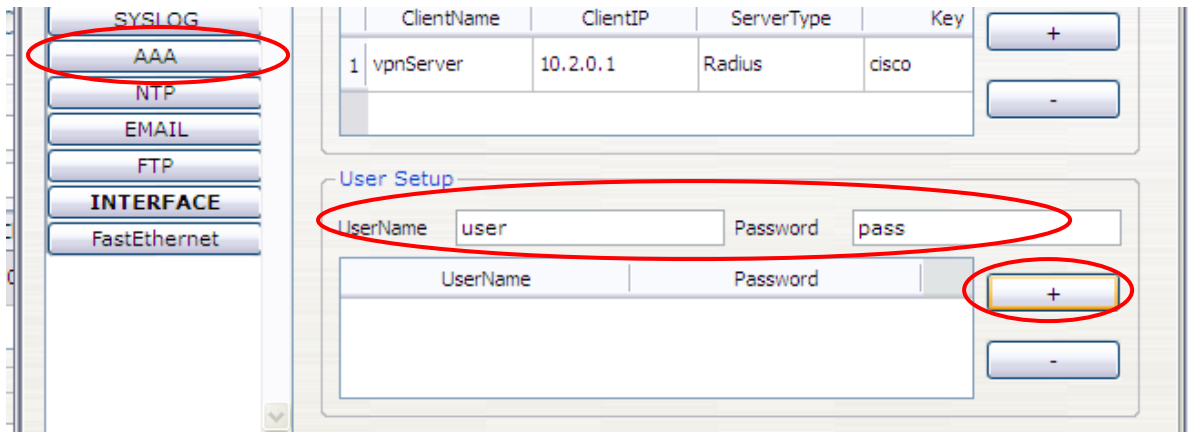 SYSLOG
AAA
NTP
EMAIL
FTP
INTERFACE
FastEthernet
ClientName ClientIP ServerType Key
1 vpnServer 10.2.0.1 Radius cisco
+
-
User Setup
UserName user Password pass
UserName Password
+
-